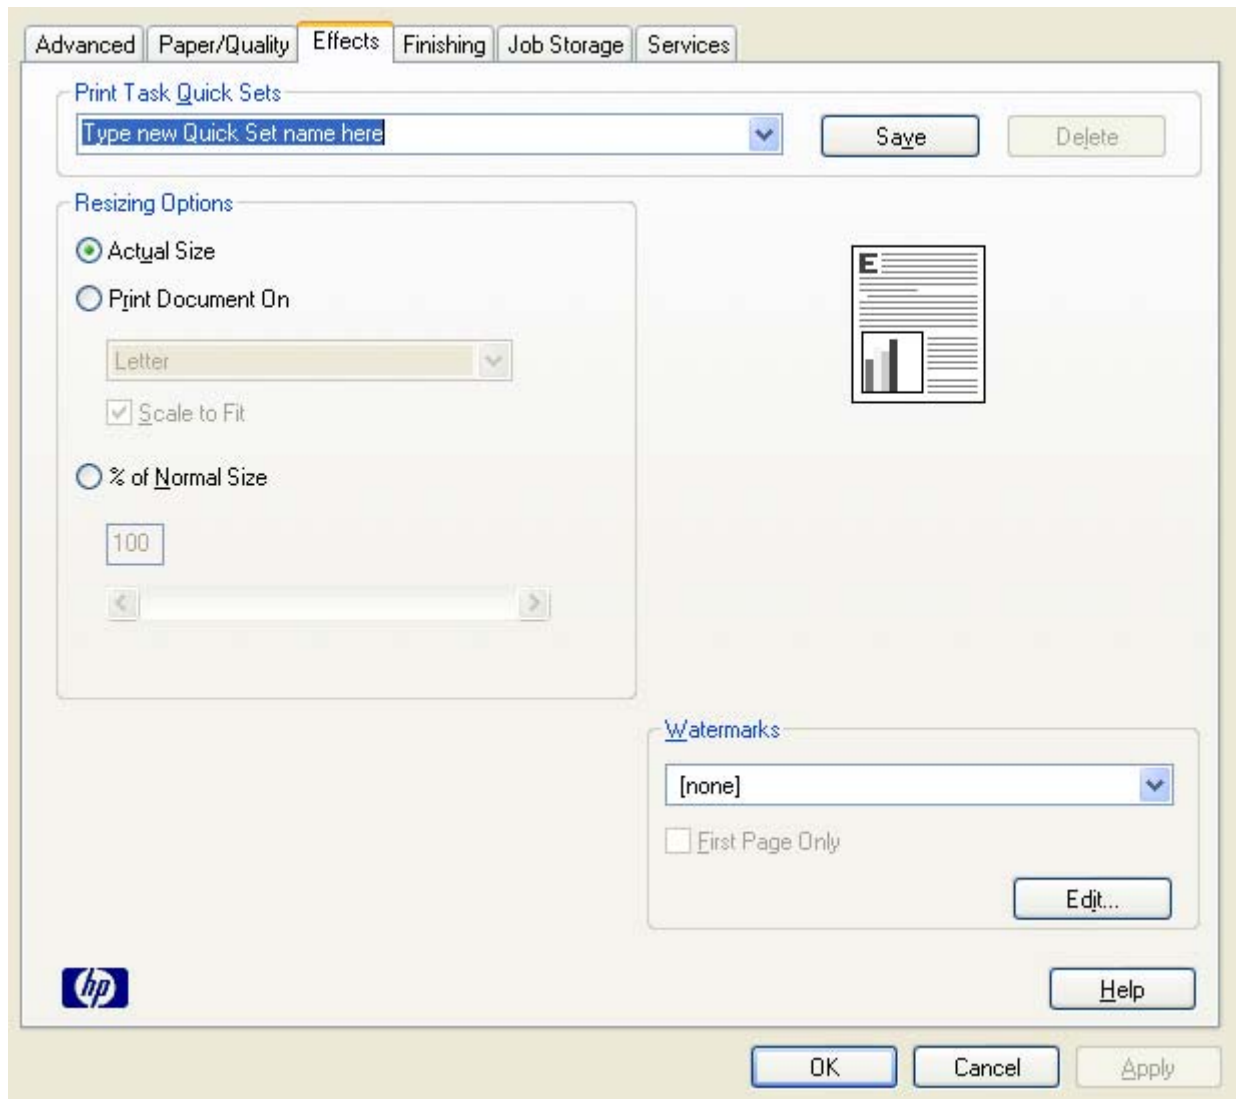 Advanced Paper/Quality Effects Finishing Job Storage Services
Print Task Quick Sets
Type new Quick Set name here Save Delete
Resizing Options
Actual Size
E
Print Document On
Letter
Scale to Fit
% of Normal Size
100
Watermarks
[none]
First Page Only
Edit...
hp Help
OK Cancel Apply